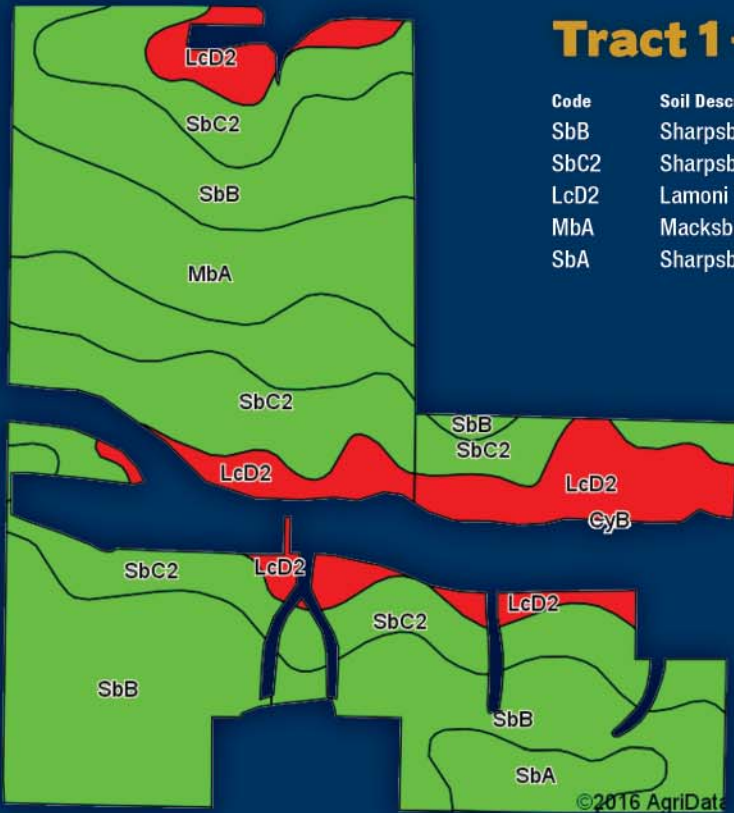 Tract 1 -
Code Soil Desc
SbB Sharpsb
SbC2 Sharpsb
LcD2 Lamoni
MbA Macksb
SbA Sharpsb
LcD2
SbC2
SbB
MbA
SbC2
SbB
SbC2
LcD2
LcD2
CyB
SbC2
LcD2
LcD2
SbC2
SbB
SbB
SbA
©2016 AgriData